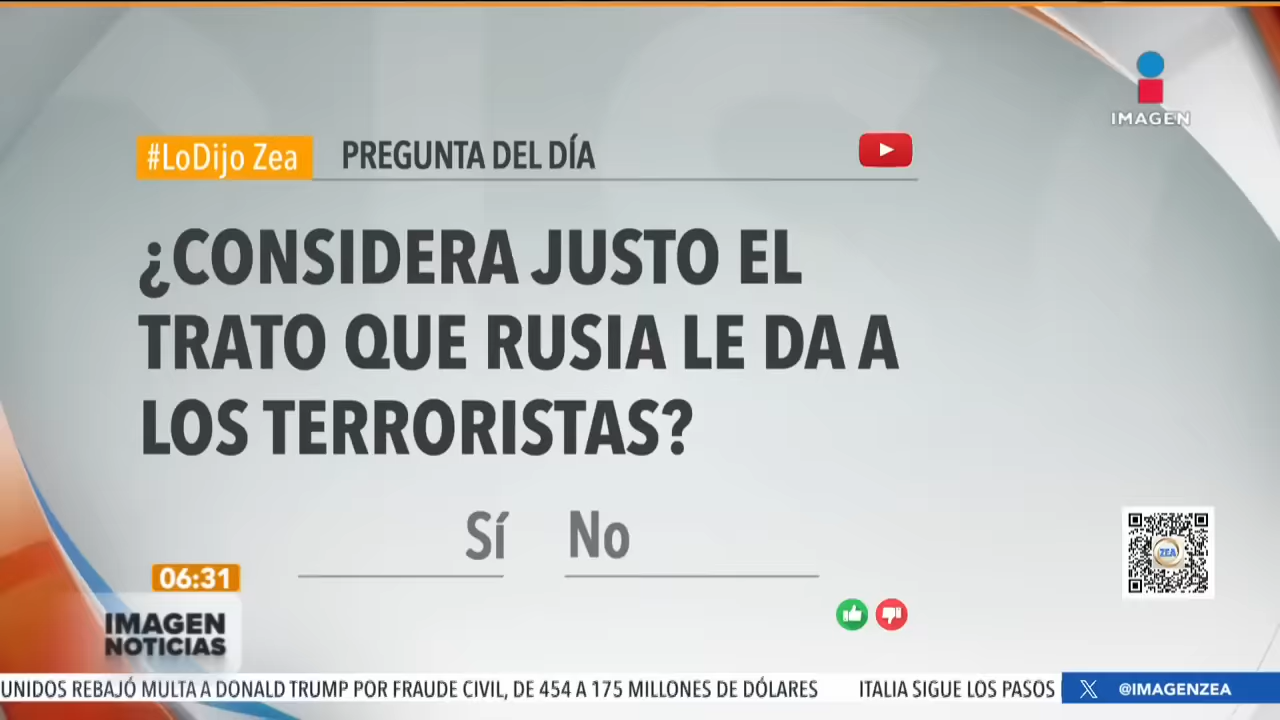 IMAGEN
#LoDijo Zea
PREGUNTA DEL DÍA
¿CONSIDERA JUSTO EL
TRATO QUE RUSIA LE DA A
LOS TERRORISTAS?
Sí No
ZEA
06:31
IMAGEN
NOTICIAS
UNIDOS REBAJÓ MULTA A DONALD TRUMP POR FRAUDE CIVIL, DE 454 A 175 MILLONES DE DÓLARES ITALIA SIGUE LOS PASOS
@IMAGENZEA